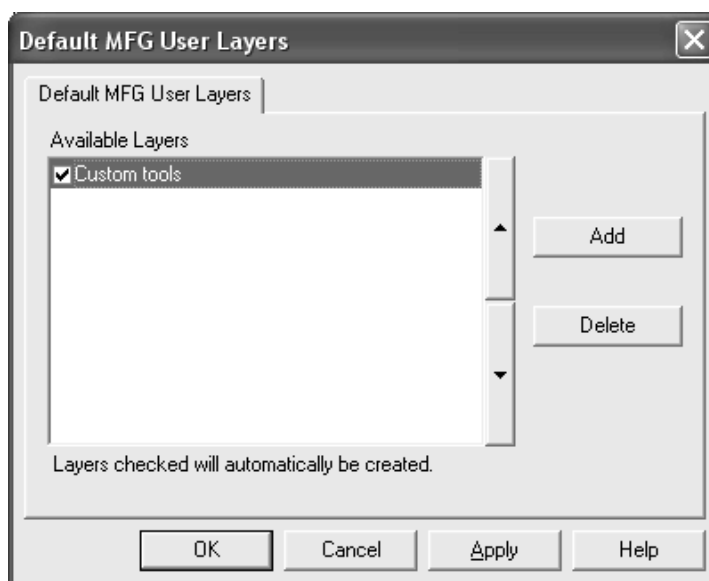 Default MFG User Layers
Default MFG User Layers
Available Layers
Custom tools
Add
Delete
Layers checked will automatically be created.
OK Cancel Apply Help